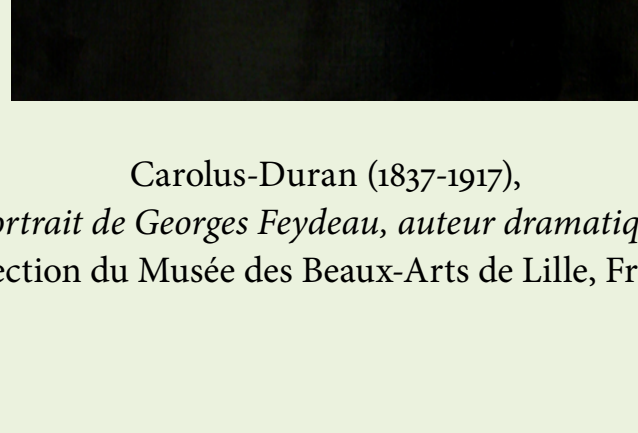 Carolus-Duran (1837-1917),
ortrait de Georges Feydeau, auteur dramatiq
ection du Musée des Beaux-Arts de Lille, Fr